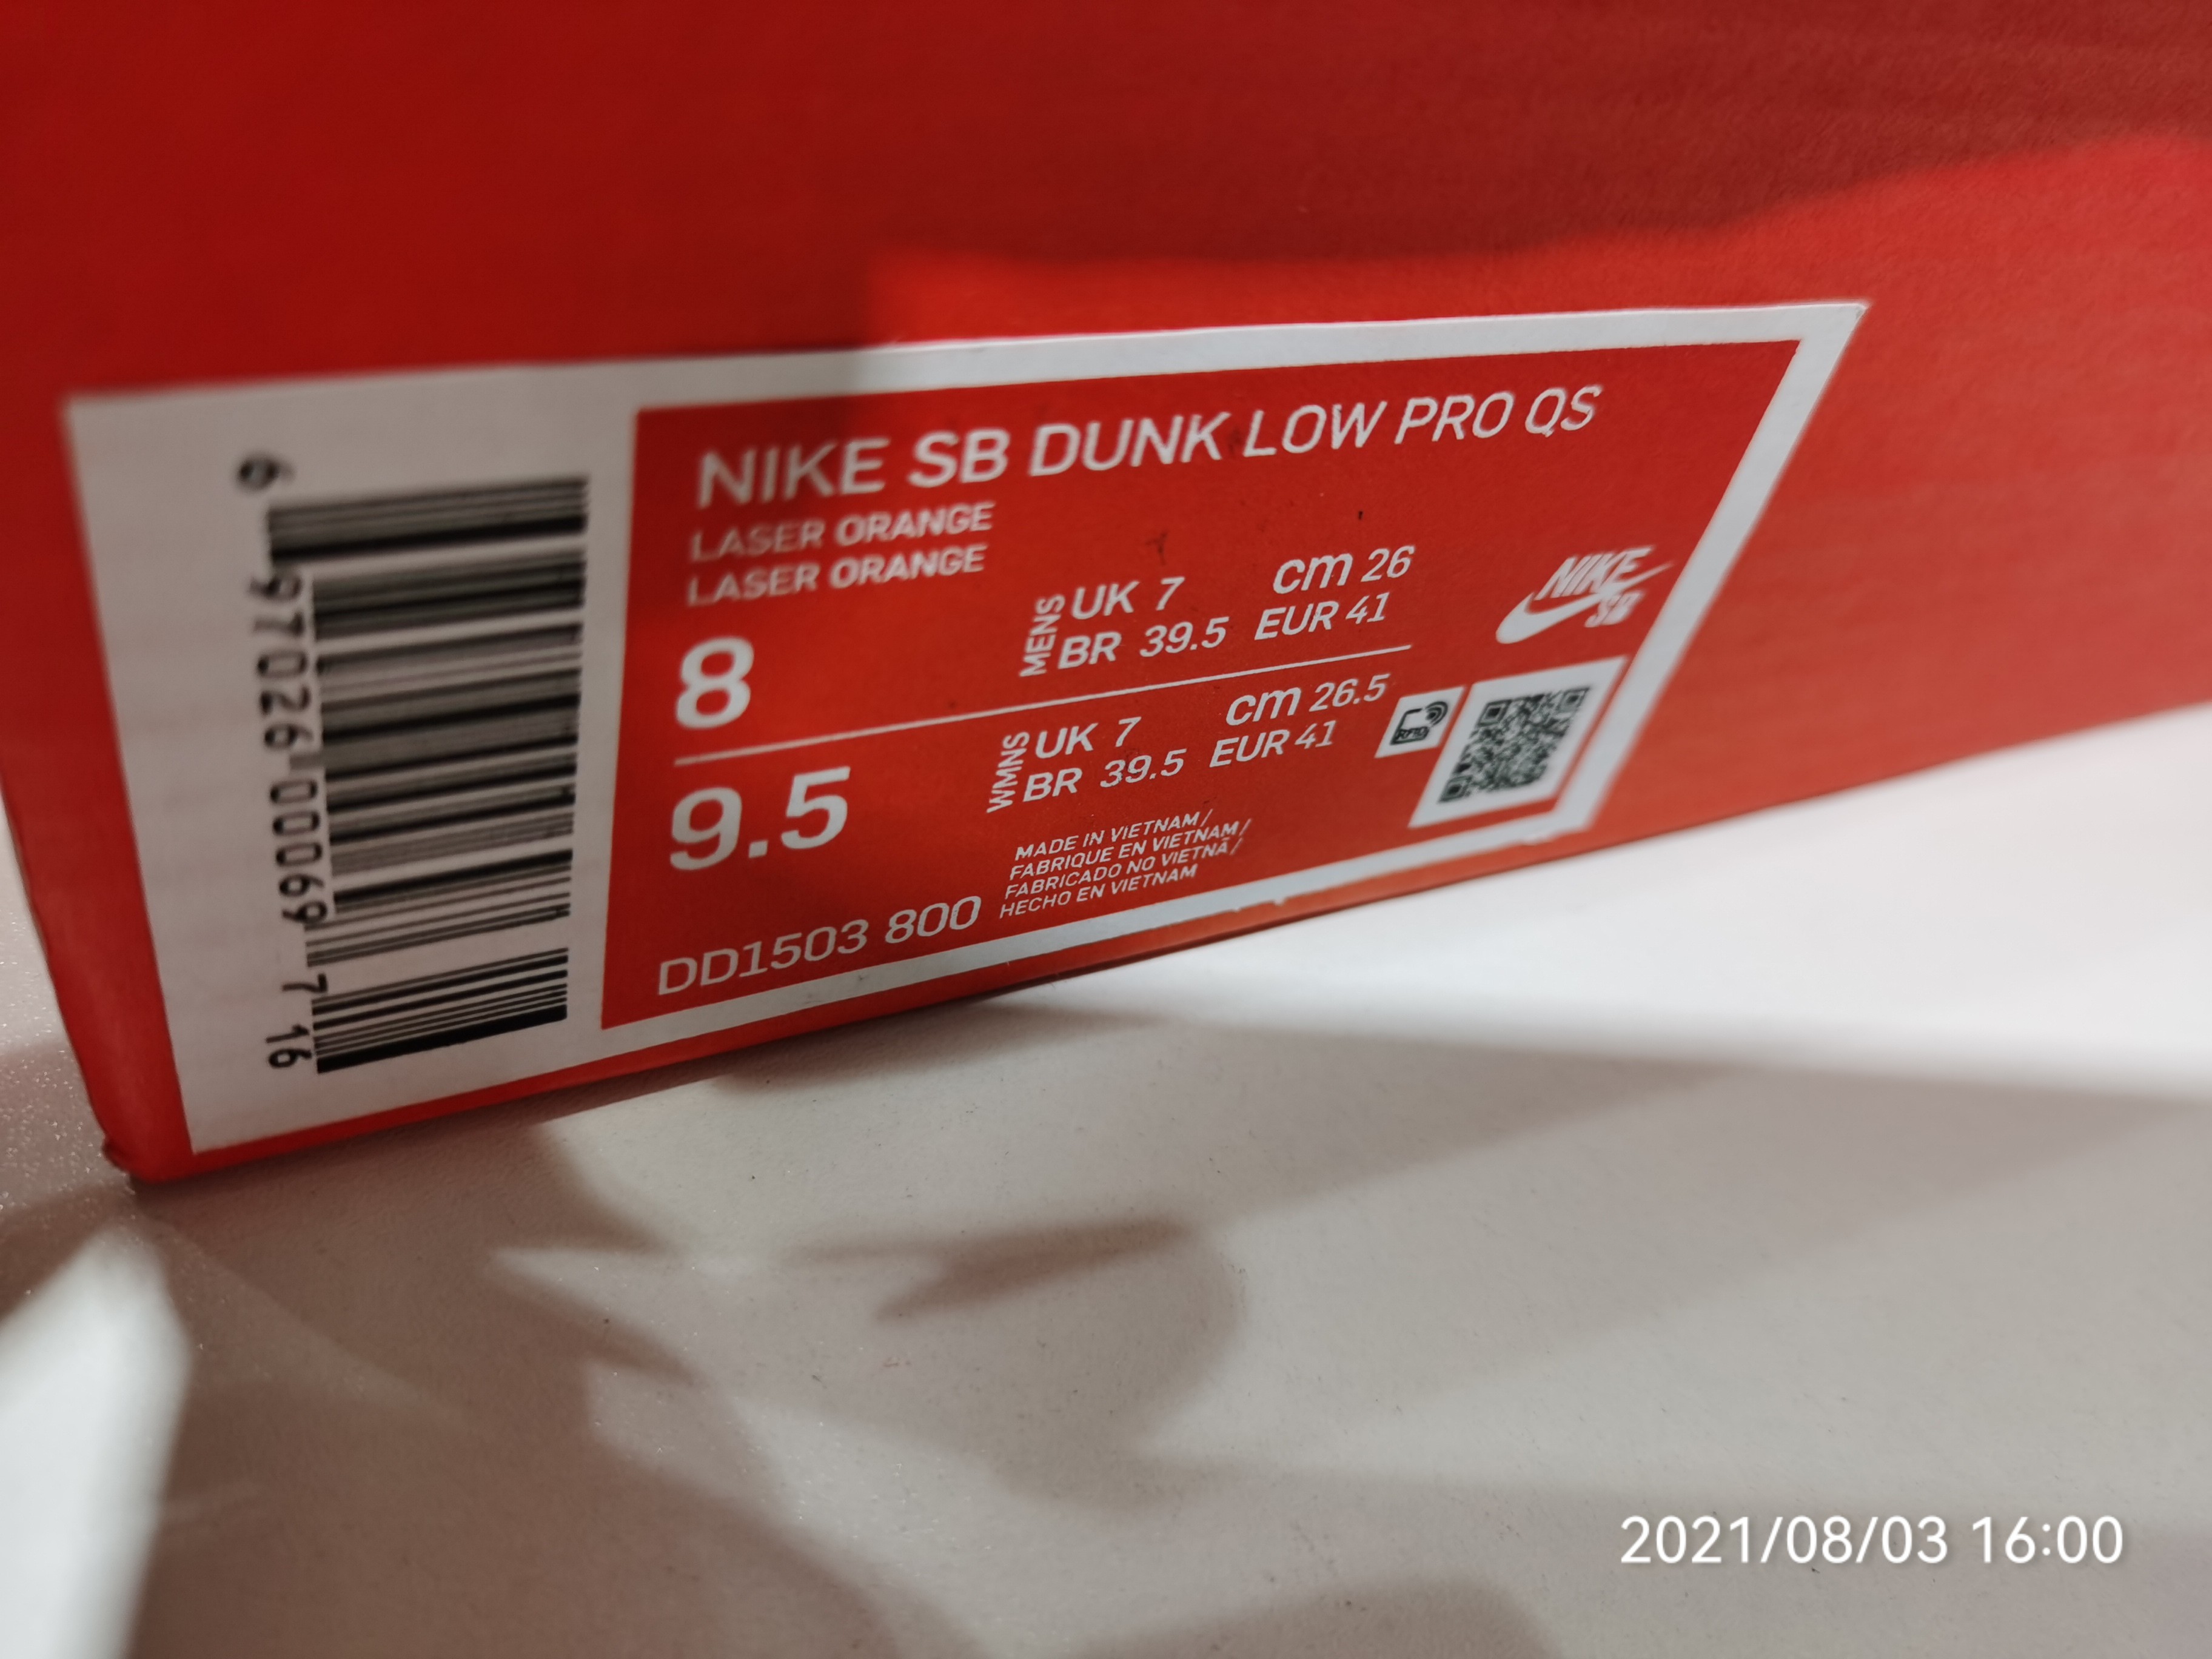 NIKE SB DUNK LOW PRO QS
LASER ORANGE
LASER ORANGE
8
MENS
UK 7 cm 26
BR 39.5 EUR 41
NIKE
SB
9.5
WMNS
UK 7 cm 26.5
BR 39.5 EUR 41
RFID
MADE IN VIETNAM/
FABRIQUE EN VIETNAM/
FABRICADO NO VIETNÃ/
HECHO EN VIETNAM
DD1503 800
6 97026 00069 7 16
2021/08/03 16:00